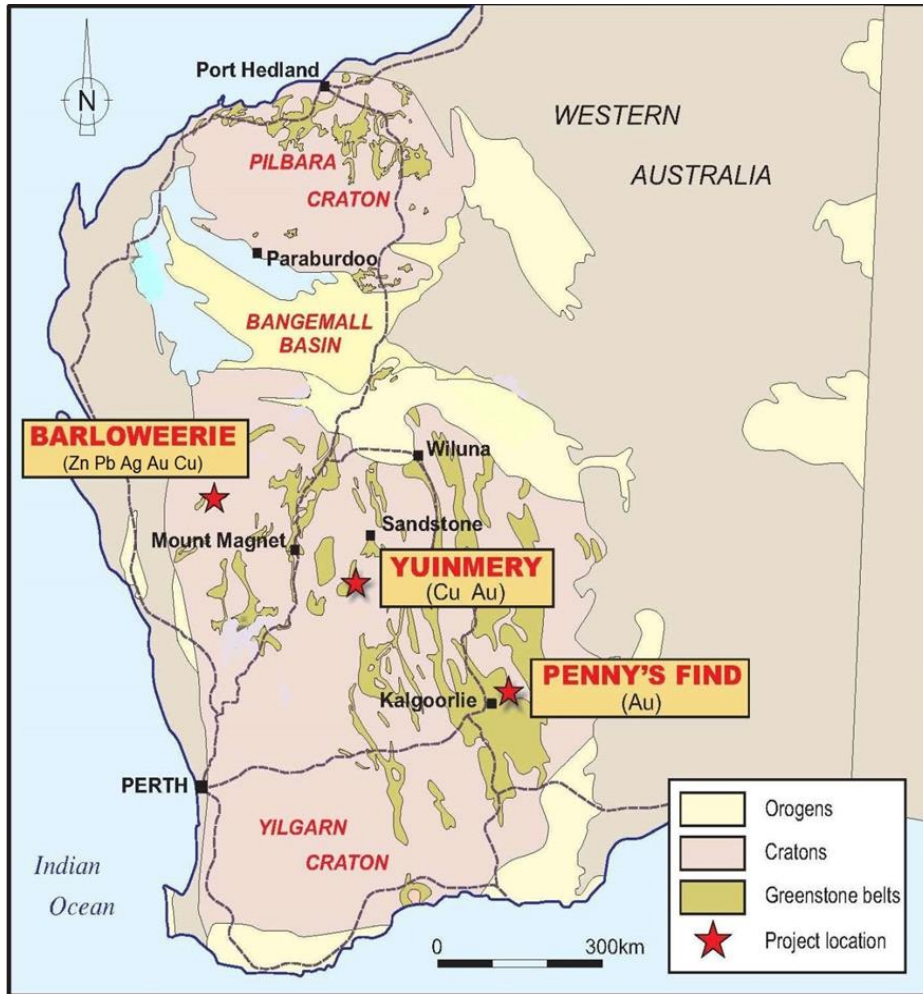 Port Hedland
N
WESTERN
AUSTRALIA
PILBARA
CRATON
Paraburdoo
BANGEMALL
BASIN
BARLOWEERIE
(Zn Pb Ag Au Cu)
Wiluna
Sandstone
Mount Magnet
YUINMERY
(Cu Au)
PENNY'S FIND
(Au)
Kalgoorlie
PERTH
YILGARN
CRATON
Indian
Ocean
0 300km
Orogens
Cratons
Greenstone belts
Project location